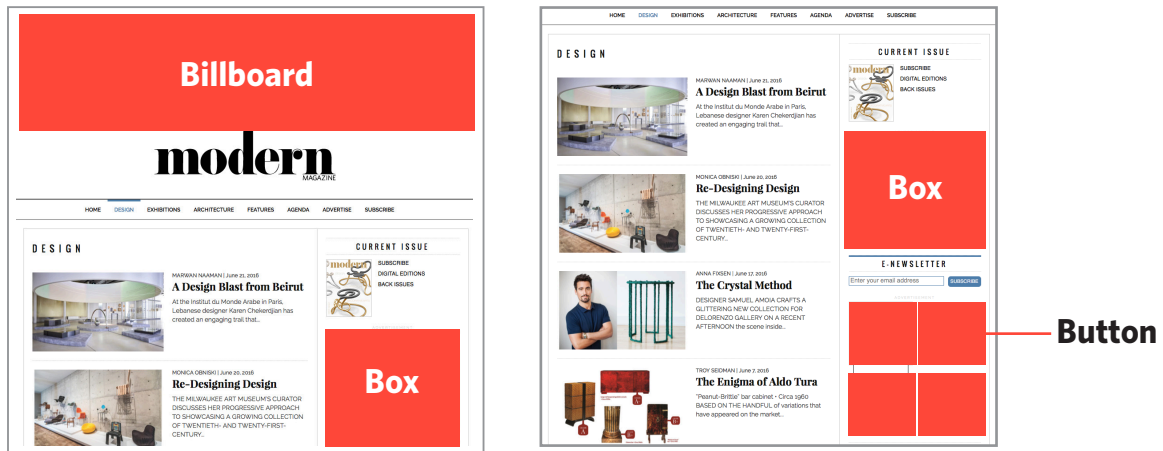 Billboard
modern
MAGAZINE
HOME DESIGN EXHIBITIONS ARCHITECTURE FEATURES AGENDA ADVERTISE SUBSCRIBE
DESIGN
MARWAN NAAMAN | June 21, 2016
A Design Blast from Beirut
At the Institut du Monde Arabe in Paris,
Lebanese designer Karen Chekerdjian has
created an engaging trail that...
MONICA OBNISKI | June 20, 2016
Re-Designing Design
THE MILWAUKEE ART MUSEUM'S CURATOR
DISCUSSES HER PROGRESSIVE APPROACH
TO SHOWCASING A GROWING COLLECTION
OF TWENTIETH- AND TWENTY-FIRST-
CENTURY...
CURRENT ISSUE
modern
SUBSCRIBE
DIGITAL EDITIONS
BACK ISSUES
Box
HOME DESIGN EXHIBITIONS ARCHITECTURE FEATURES AGENDA ADVERTISE SUBSCRIBE
DESIGN
MARWAN NAAMAN | June 21, 2016
A Design Blast from Beirut
At the Institut du Monde Arabe in Paris,
Lebanese designer Karen Chekerdjian has
created an engaging trail that...
MONICA OBNISKI | June 20, 2016
Re-Designing Design
THE MILWAUKEE ART MUSEUM'S CURATOR
DISCUSSES HER PROGRESSIVE APPROACH
TO SHOWCASING A GROWING COLLECTION
OF TWENTIETH- AND TWENTY-FIRST-
CENTURY...
ANNA FIXSEN | June 17, 2016
The Crystal Method
DESIGNER SAMUEL AMOIA CRAFTS A
GLITTERING NEW COLLECTION FOR
DELORENZO GALLERY ON A RECENT
AFTERNOON the scene inside...
TROY SEIDMAN | June 7, 2016
The Enigma of Aldo Tura
"Peanut-Brittle" bar cabinet • Circa 1960
BASED ON THE HANDFUL of variations that
have appeared on the market...
CURRENT ISSUE
modern
SUBSCRIBE
DIGITAL EDITIONS
BACK ISSUES
Box
E-NEWSLETTER
Enter your email address SUBSCRIBE
ADVERTISEMENT
Button